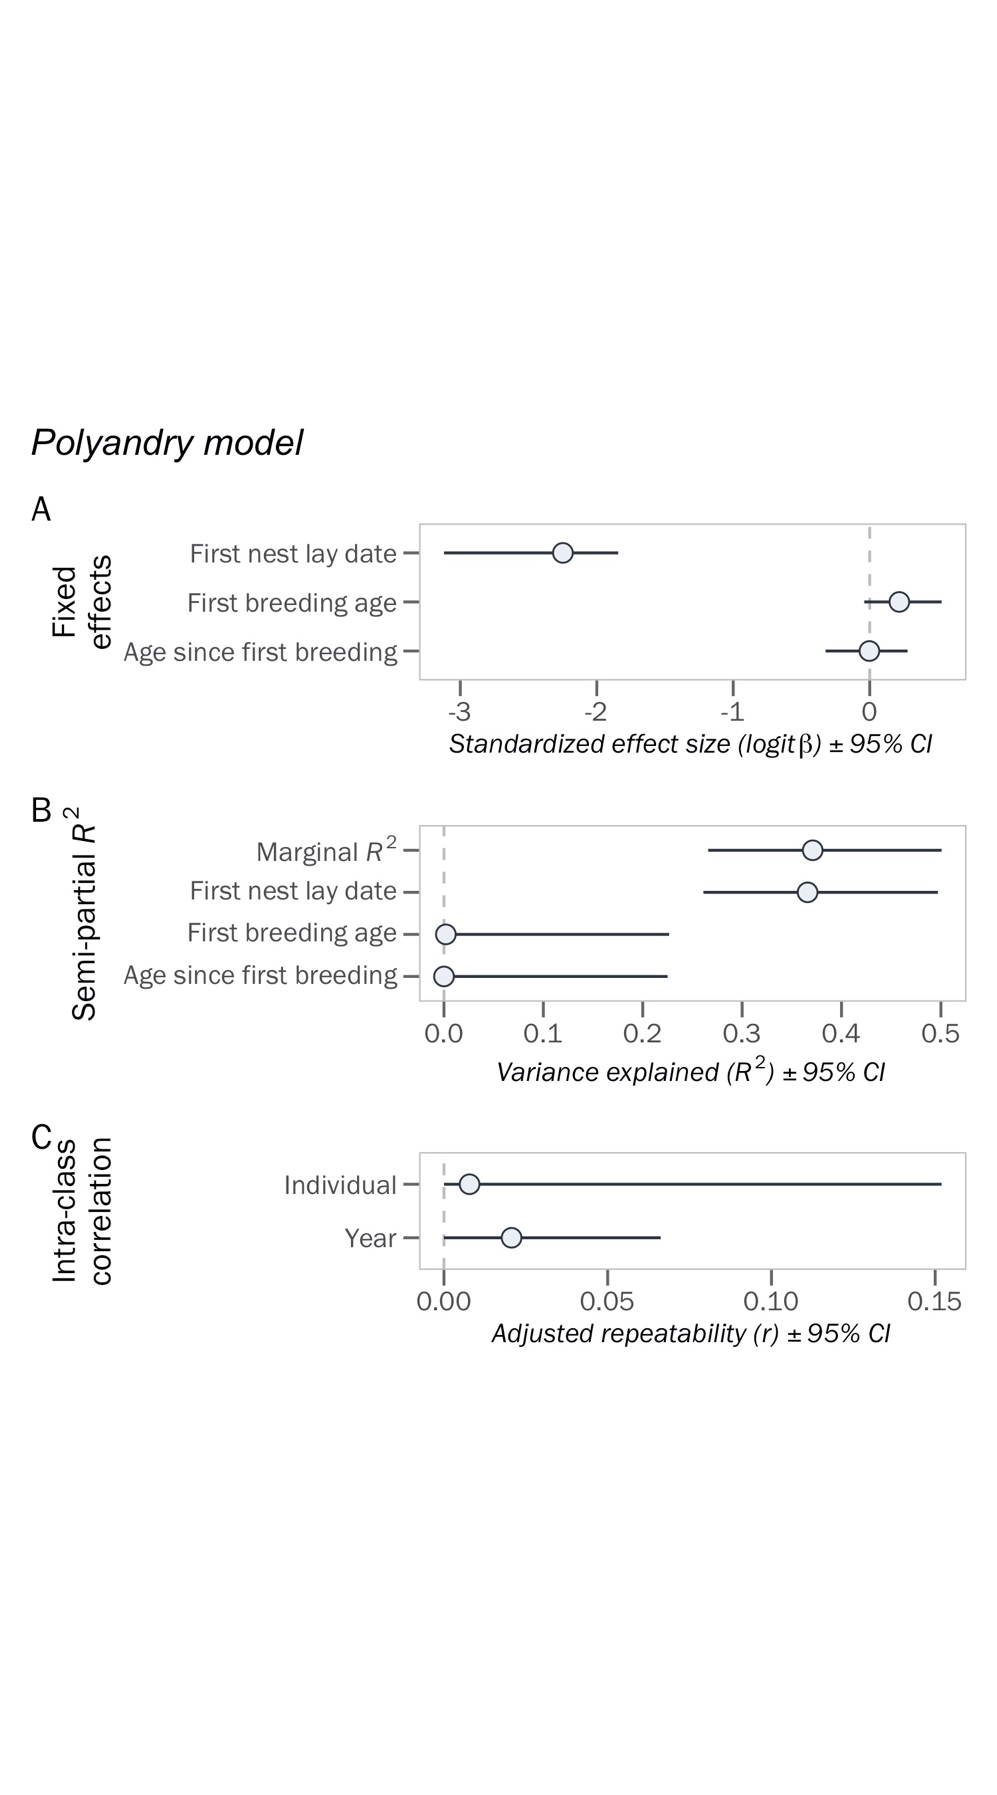 Polyandry model
A
Fixed
effects
First nest lay date
First breeding age
Age since first breeding
-3 -2 -1 0
Standardized effect size (logit β) ± 95% CI
B
Semi-partial R²
Marginal R²
First nest lay date
First breeding age
Age since first breeding
0.0 0.1 0.2 0.3 0.4 0.5
Variance explained (R²) ± 95% CI
C
Intra-class
correlation
Individual
Year
0.00 0.05 0.10 0.15
Adjusted repeatability (r) ± 95% CI